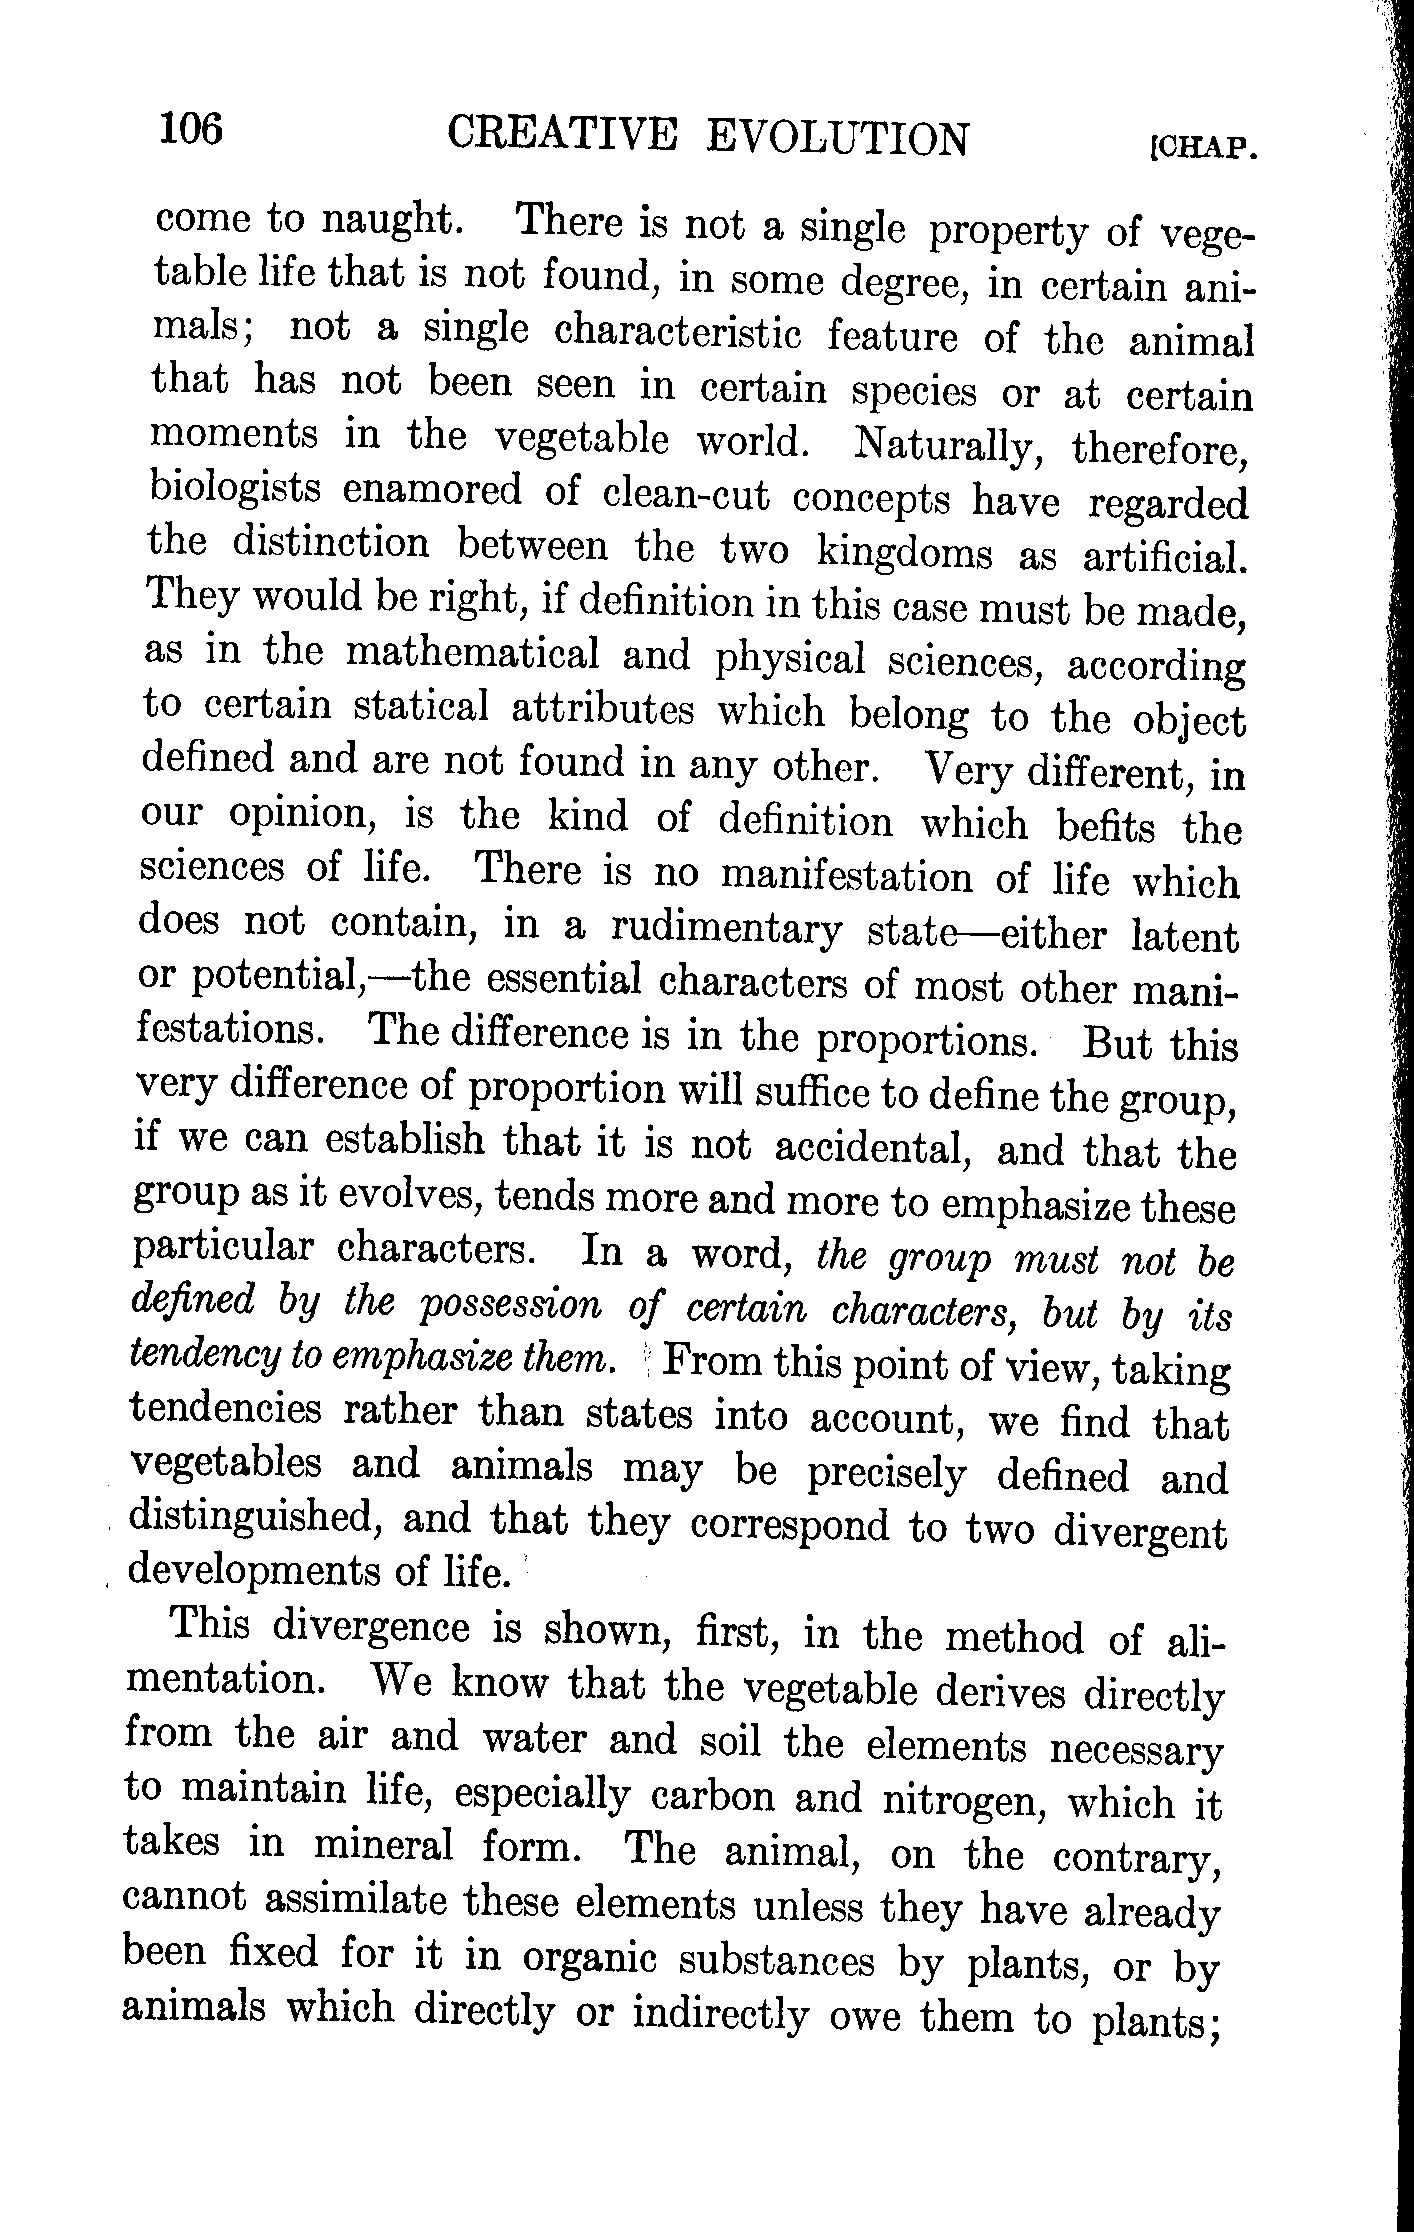 106 CREATIVE EVOLUTION [CHAP.
come to naught. There is not a single property of vege-
table life that is not found, in some degree, in certain ani-
mals; not a single characteristic feature of the animal
that has not been seen in certain species or at certain
moments in the vegetable world. Naturally, therefore,
biologists enamored of clean-cut concepts have regarded
the distinction between the two kingdoms as artificial.
They would be right, if definition in this case must be made,
as in the mathematical and physical sciences, according
to certain statical attributes which belong to the object
defined and are not found in any other. Very different, in
our opinion, is the kind of definition which befits the
sciences of life. There is no manifestation of life which
does not contain, in a rudimentary state—either latent
or potential,—the essential characters of most other mani-
festations. The difference is in the proportions. But this
very difference of proportion will suffice to define the group,
if we can establish that it is not accidental, and that the
group as it evolves, tends more and more to emphasize these
particular characters. In a word, the group must not be
defined by the possession of certain characters, but by its
tendency to emphasize them. From this point of view, taking
tendencies rather than states into account, we find that
vegetables and animals may be precisely defined and
distinguished, and that they correspond to two divergent
developments of life.
This divergence is shown, first, in the method of ali-
mentation. We know that the vegetable derives directly
from the air and water and soil the elements necessary
to maintain life, especially carbon and nitrogen, which it
takes in mineral form. The animal, on the contrary,
cannot assimilate these elements unless they have already
been fixed for it in organic substances by plants, or by
animals which directly or indirectly owe them to plants;